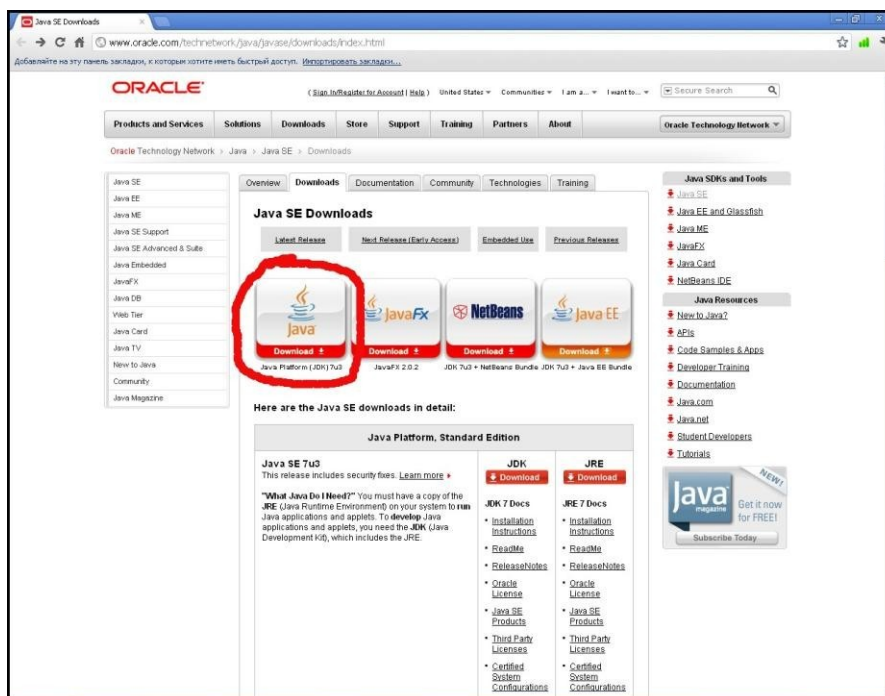 Java SE Downloads
www.oracle.com/technetwork/java/javase/downloads/index.html
Добавляйте на эту панель закладки, к которым хотите иметь быстрый доступ. Импортировать закладки...
ORACLE
( Sign In/Register for Account | Help ) United States Communities I am a... I want to... Secure Search
Products and Services Solutions Downloads Store Support Training Partners About Oracle Technology Network
Oracle Technology Network > Java > Java SE > Downloads
Java SE
Java EE
Java ME
Java SE Support
Java SE Advanced & Suite
Java Embedded
JavaFX
Java DB
Web Tier
Java Card
Java TV
New to Java
Community
Java Magazine
Overview Downloads Documentation Community Technologies Training
Java SE Downloads
Latest Release Next Release (Early Access) Embedded Use Previous Releases
Java JavaFX NetBeans Java EE
Download Download Download Download
Java Platform (JDK) 7u3 JavaFX 2.0.2 JDK 7u3 + NetBeans Bundle JDK 7u3 + Java EE Bundle
Here are the Java SE downloads in detail:
Java Platform, Standard Edition
Java SE 7u3
This release includes security fixes. Learn more
"What Java Do I Need?" You must have a copy of the
JRE (Java Runtime Environment) on your system to run
Java applications and applets. To develop Java
applications and applets, you need the JDK (Java
Development Kit), which includes the JRE.
JDK
Download
JDK 7 Docs
• Installation
Instructions
• ReadMe
• ReleaseNotes
• Oracle
License
• Java SE
Products
• Third Party
Licenses
• Certified
System
Configurations
JRE
Download
JRE 7 Docs
• Installation
Instructions
• ReadMe
• ReleaseNotes
• Oracle
License
• Java SE
Products
• Third Party
Licenses
• Certified
System
Configurations
Java SDKs and Tools
Java SE
Java EE and Glassfish
Java ME
JavaFX
Java Card
NetBeans IDE
Java Resources
New to Java?
APIs
Code Samples & Apps
Developer Training
Documentation
Java.com
Java.net
Student Developers
Tutorials
NEW!
Java
magazine
Get it now
for FREE!
Subscribe Today